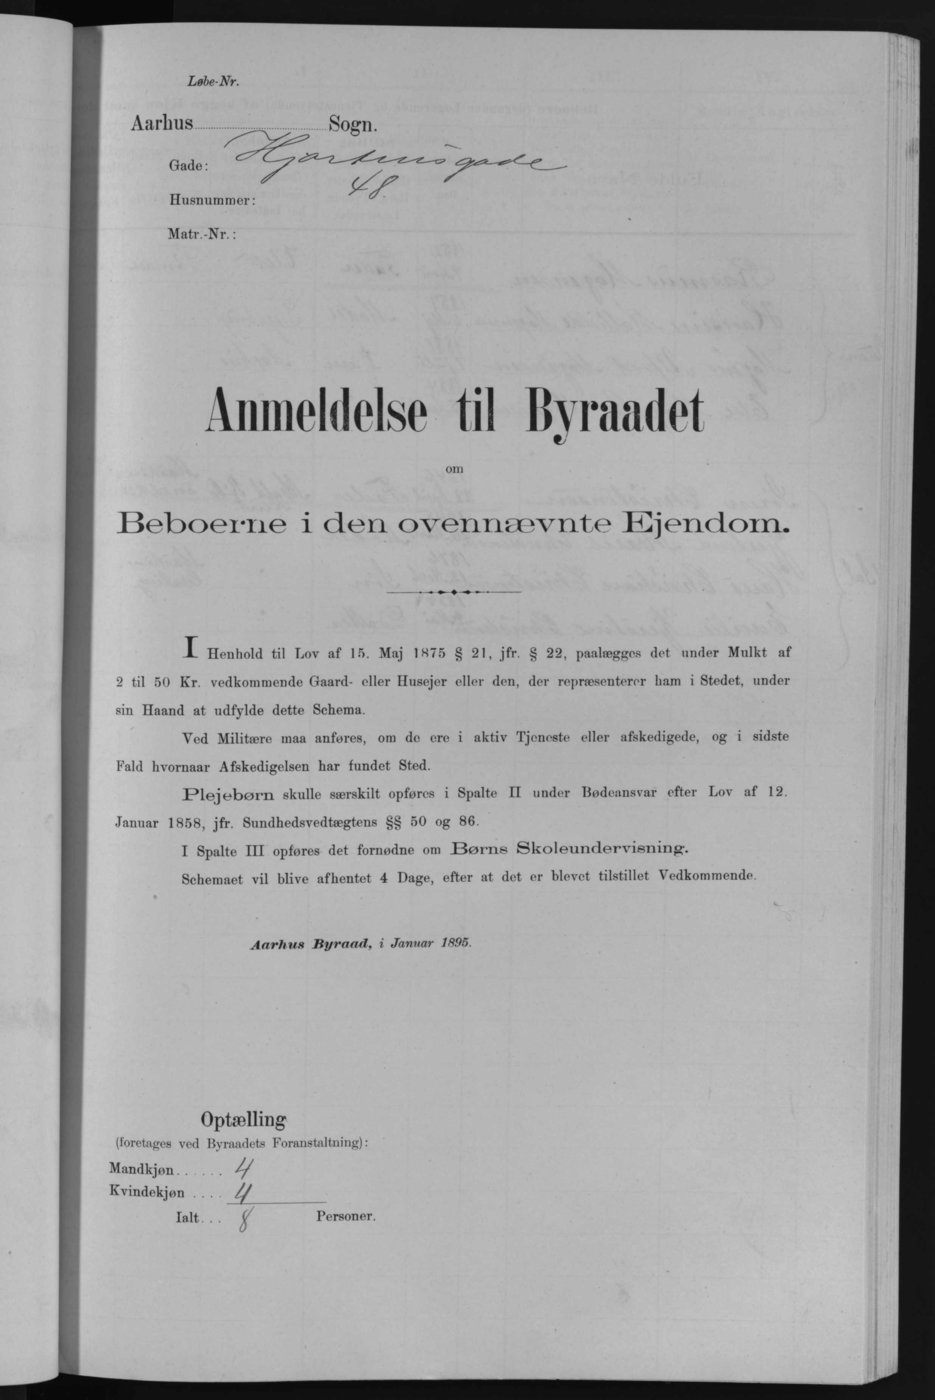 Løbe-Nr.
Aarhus Sogn.
Gade: Hjortensgade
Husnummer: 48.
Matr.-Nr.:
Anmeldelse til Byraadet
om
Beboerne i den ovennævnte Ejendom.
I Henhold til Lov af 15. Maj 1875 § 21, jfr. § 22, paalægges det under Mulkt af
2 til 50 Kr. vedkommende Gaard- eller Husejer eller den, der repræsenterer ham i Stedet, under
sin Haand at udfylde dette Schema.
Ved Militære maa anføres, om de ere i aktiv Tjeneste eller afskedigede, og i sidste
Fald hvornaar Afskedigelsen har fundet Sted.
Plejebørn skulle særskilt opføres i Spalte II under Bødeansvar efter Lov af 12.
Januar 1858, jfr. Sundhedsvedtægtens §§ 50 og 86.
I Spalte III opføres det fornødne om Børns Skoleundervisning.
Schemaet vil blive afhentet 4 Dage, efter at det er blevet tilstillet Vedkommende.
Aarhus Byraad, i Januar 1895.
Optælling
(foretages ved Byraadets Foranstaltning):
Mandkjøn...... 4
Kvindekjøn .... 4
Ialt... 8 Personer.